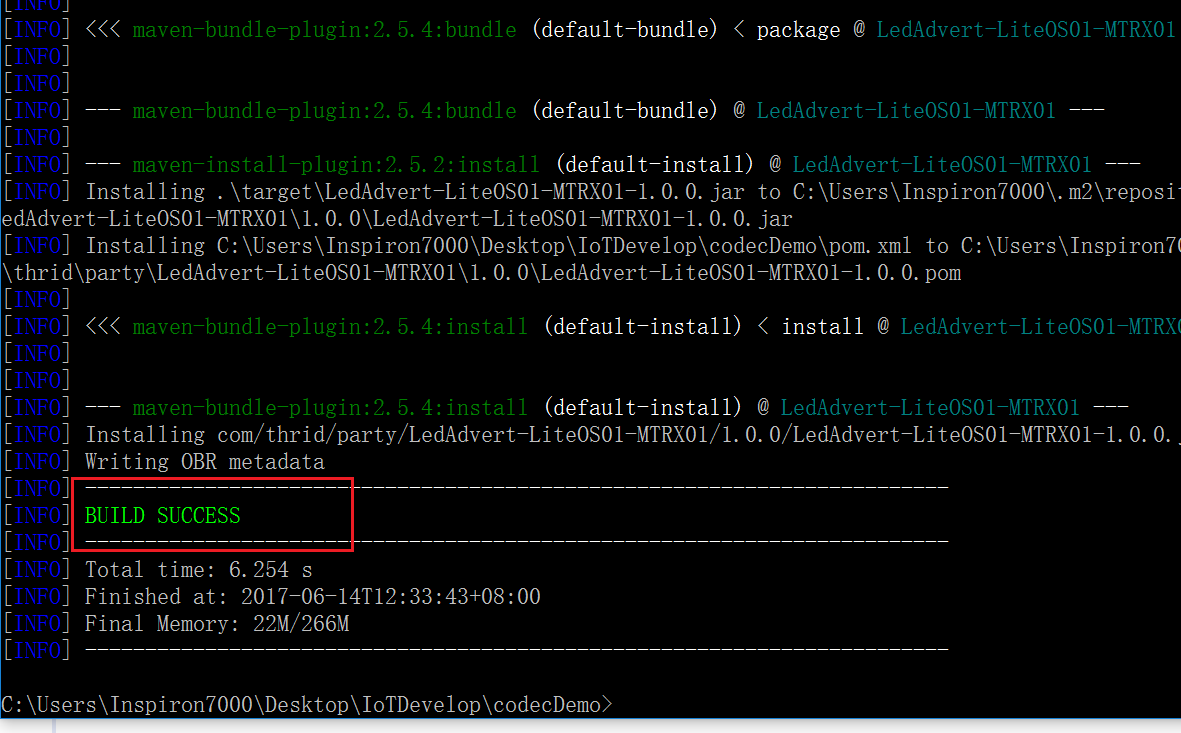 [INFO]
[INFO] <<< maven-bundle-plugin:2.5.4:bundle (default-bundle) < package @ LedAdvert-LiteOS01-MTRX01
[INFO]
[INFO]
[INFO] --- maven-bundle-plugin:2.5.4:bundle (default-bundle) @ LedAdvert-LiteOS01-MTRX01 ---
[INFO]
[INFO] --- maven-install-plugin:2.5.2:install (default-install) @ LedAdvert-LiteOS01-MTRX01 ---
[INFO] Installing .\target\LedAdvert-LiteOS01-MTRX01-1.0.0.jar to C:\Users\Inspiron7000\.m2\reposit
edAdvert-LiteOS01-MTRX01\1.0.0\LedAdvert-LiteOS01-MTRX01-1.0.0.jar
[INFO] Installing C:\Users\Inspiron7000\Desktop\IoTDevelop\codecDemo\pom.xml to C:\Users\Inspiron70
\thrid\party\LedAdvert-LiteOS01-MTRX01\1.0.0\LedAdvert-LiteOS01-MTRX01-1.0.0.pom
[INFO]
[INFO] <<< maven-bundle-plugin:2.5.4:install (default-install) < install @ LedAdvert-LiteOS01-MTRX0
[INFO]
[INFO]
[INFO] --- maven-bundle-plugin:2.5.4:install (default-install) @ LedAdvert-LiteOS01-MTRX01 ---
[INFO] Installing com/thrid/party/LedAdvert-LiteOS01-MTRX01/1.0.0/LedAdvert-LiteOS01-MTRX01-1.0.0.j
[INFO] Writing OBR metadata
[INFO] ------------------------------------------------------------------------
[INFO] BUILD SUCCESS
[INFO] ------------------------------------------------------------------------
[INFO] Total time: 6.254 s
[INFO] Finished at: 2017-06-14T12:33:43+08:00
[INFO] Final Memory: 22M/266M
[INFO] ------------------------------------------------------------------------
C:\Users\Inspiron7000\Desktop\IoTDevelop\codecDemo>